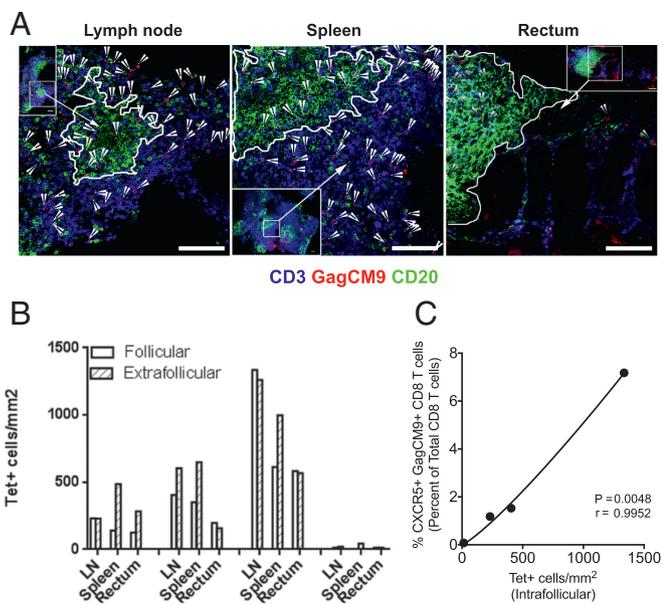 A
Lymph node
Spleen
Rectum
CD3 GagCM9 CD20
B
Tet+ cells/mm2
1500
1000
500
0
Follicular
Extrafollicular
LN
Spleen
Rectum
LN
Spleen
Rectum
LN
Spleen
Rectum
LN
Spleen
Rectum
C
% CXCR5+ GagCM9+ CD8 T cells
(Percent of Total CD8 T cells)
8
6
4
2
0
P =0.0048
r = 0.9952
0 500 1000 1500
Tet+ cells/mm²
(Intrafollicular)